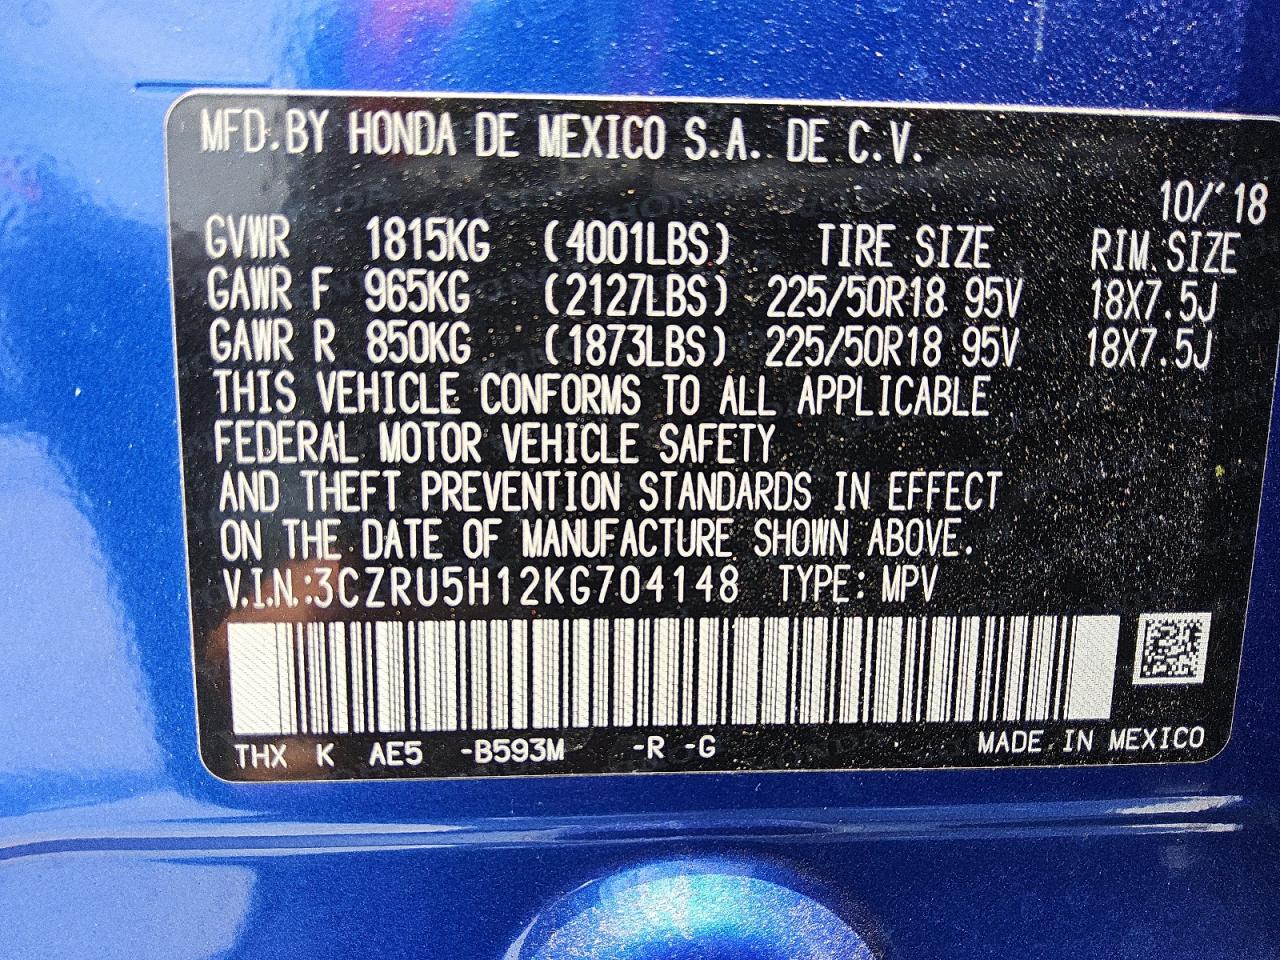 MFD.BY HONDA DE MEXICO S.A. DE C.V.
10/'18
GVWR 1815KG (4001LBS) TIRE SIZE RIM SIZE
GAWR F 965KG (2127LBS) 225/50R18 95V 18X7.5J
GAWR R 850KG (1873LBS) 225/50R18 95V 18X7.5J
THIS VEHICLE CONFORMS TO ALL APPLICABLE
FEDERAL MOTOR VEHICLE SAFETY
AND THEFT PREVENTION STANDARDS IN EFFECT
ON THE DATE OF MANUFACTURE SHOWN ABOVE.
V.I.N.:3CZRU5H12KG704148 TYPE: MPV
THX K AE5 -B593M -R -G MADE IN MEXICO